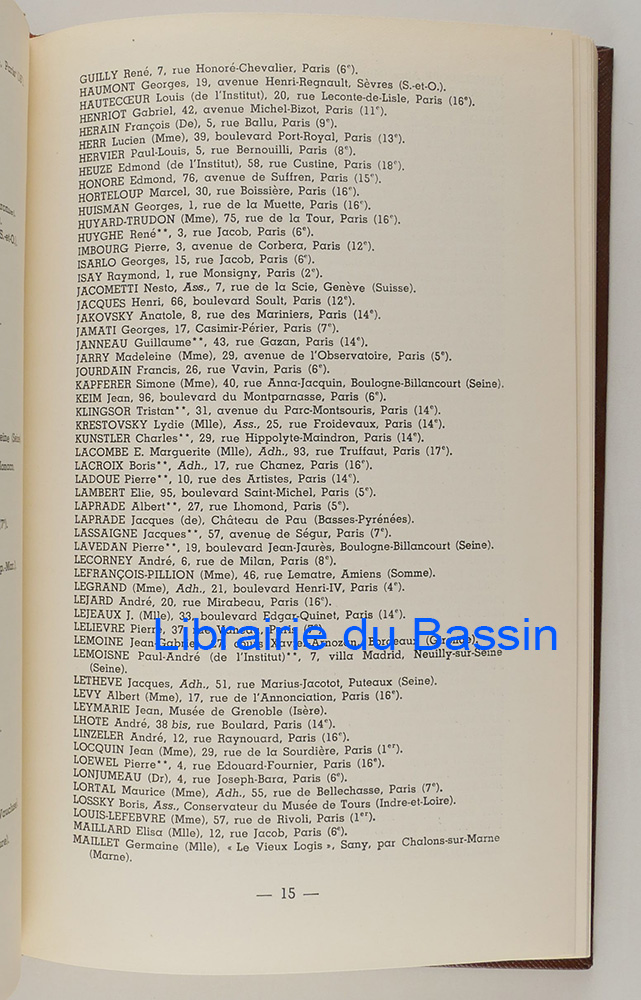 GUILLY René, 7, rue Honoré-Chevalier, Paris (6e).
HAUMONT Georges, 19, avenue Henri-Regnault, Sèvres (S.-et-O.).
HAUTECŒUR Louis (de l'Institut), 20, rue Leconte-de-Lisle, Paris (16e).
HENRIOT Gabriel, 42, avenue Michel-Bizot, Paris (11e).
HERAIN François (De), 5, rue Ballu, Paris (9e).
HERR Lucien (Mme), 39, boulevard Port-Royal, Paris (13e).
HERVIER Paul-Louis, 5, rue Bernouilli, Paris (8e).
HEUZE Edmond (de l'Institut), 58, rue Custine, Paris (18e).
HONORE Edmond, 76, avenue de Suffren, Paris (15e).
HORTELOUP Marcel, 30, rue Boissière, Paris (16e).
HUISMAN Georges, 1, rue de la Muette, Paris (16e).
HUYARD-TRUDON (Mme), 75, rue de la Tour, Paris (16e).
HUYGHE René**, 3, rue Jacob, Paris (6e).
IMBOURG Pierre, 3, avenue de Corbera, Paris (12e).
ISARLO Georges, 15, rue Jacob, Paris (6e).
ISAY Raymond, 1, rue Monsigny, Paris (2e).
JACOMETTI Nesto, Ass., 7, rue de la Scie, Genève (Suisse).
JACQUES Henri, 66, boulevard Soult, Paris (12e).
JAKOVSKY Anatole, 8, rue des Mariniers, Paris (14e).
JAMATI Georges, 17, Casimir-Périer, Paris (7e).
JANNEAU Guillaume**, 43, rue Gazan, Paris (14e).
JARRY Madeleine (Mme), 29, avenue de l'Observatoire, Paris (5e).
JOURDAIN Francis, 26, rue Vavin, Paris (6e).
KAPFERER Simone (Mme), 40, rue Anna-Jacquin, Boulogne-Billancourt (Seine).
KEIM Jean, 96, boulevard du Montparnasse, Paris (6e).
KLINGSOR Tristan**, 31, avenue du Parc-Montsouris, Paris (14e).
KRESTOVSKY Lydie (Mlle), Ass., 25, rue Froidevaux, Paris (14e).
KUNSTLER Charles**, 29, rue Hippolyte-Maindron, Paris (14e).
LACOMBE E. Marguerite (Mlle), Adh., 93, rue Truffaut, Paris (17e).
LACROIX Boris**, Adh., 17, rue Chanez, Paris (16e).
LADOUE Pierre**, 10, rue des Artistes, Paris (14e).
LAMBERT Elie, 95, boulevard Saint-Michel, Paris (5e).
LAPRADE Albert**, 27, rue Lhomond, Paris (5e).
LAPRADE Jacques (de), Château de Pau (Basses-Pyrénées).
LASSAIGNE Jacques**, 57, avenue de Ségur, Paris (7e).
LAVEDAN Pierre**, 19, boulevard Jean-Jaurès, Boulogne-Billancourt (Seine).
LECORNEY André, 6, rue de Milan, Paris (8e).
LEFRANÇOIS-PILLION (Mme), 46, rue Lematre, Amiens (Somme).
LEGRAND (Mme), Adh., 21, boulevard Henri-IV, Paris (4e).
LEJARD André, 20, rue Mirabeau, Paris (16e).
LEJEAUX J. (Mlle), 33, boulevard Edgar-Quinet, Paris (14e).
LELIEVRE Pierre, 37, rue Vaneau, Paris (7e).
LEMOINE Jean-Gabriel, 27, cours Xavier-Arnozan, Bordeaux (Gironde).
Librairie du Bassin
LEMOISNE Paul-André (de l'Institut)**, 7, villa Madrid, Neuilly-sur-Seine
(Seine).
LETHEVE Jacques, Adh., 51, rue Marius-Jacotot, Puteaux (Seine).
LEVY Albert (Mme), 17, rue de l'Annonciation, Paris (16e).
LEYMARIE Jean, Musée de Grenoble (Isère).
LHOTE André, 38 bis, rue Boulard, Paris (14e).
LINZELER André, 12, rue Raynouard, Paris (16e).
LOCQUIN Jean (Mme), 29, rue de la Sourdière, Paris (1er).
LOEWEL Pierre**, 4, rue Edouard-Fournier, Paris (16e).
LONJUMEAU (Dr), 4, rue Joseph-Bara, Paris (6e).
LORTAL Maurice (Mme), Adh., 55, rue de Bellechasse, Paris (7e).
LOSSKY Boris, Ass., Conservateur du Musée de Tours (Indre-et-Loire).
LOUIS-LEFEBVRE (Mme), 57, rue de Rivoli, Paris (1er).
MAILLARD Elisa (Mlle), 12, rue Jacob, Paris (6e).
MAILLET Germaine (Mlle), « Le Vieux Logis », Sany, par Chalons-sur-Marne
(Marne).
— 15 —